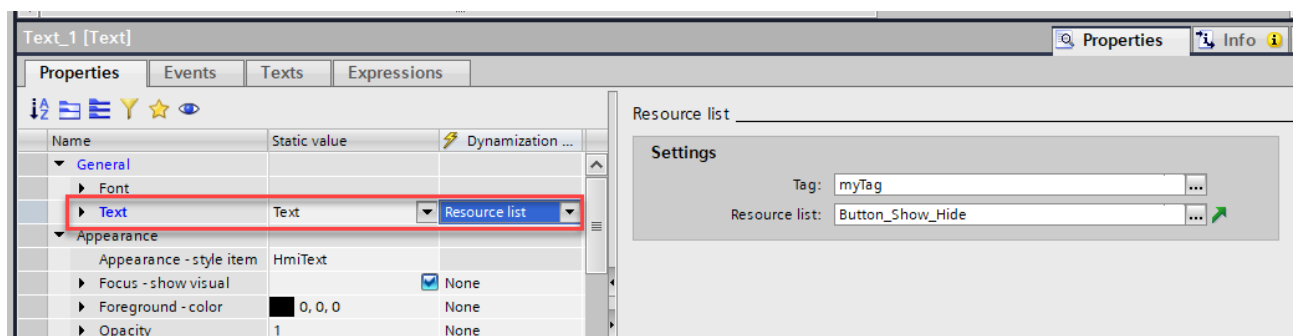 Text_1 [Text]
Properties Info
Properties Events Texts Expressions
Resource list
Name Static value Dynamization ...
Settings
General
Font
Tag: myTag ...
Text Text Resource list
Resource list: Button_Show_Hide ...
Appearance
Appearance - style item HmiText
Focus - show visual None
Foreground - color 0, 0, 0 None
Opacity 1 None